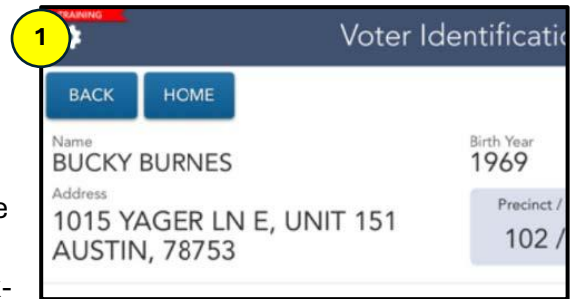 1
TRAINING
Voter Identificatio
BACK HOME
Name
BUCKY BURNES
Birth Year
1969
Address
1015 YAGER LN E, UNIT 151
AUSTIN, 78753
Precinct /
102 /
e
-